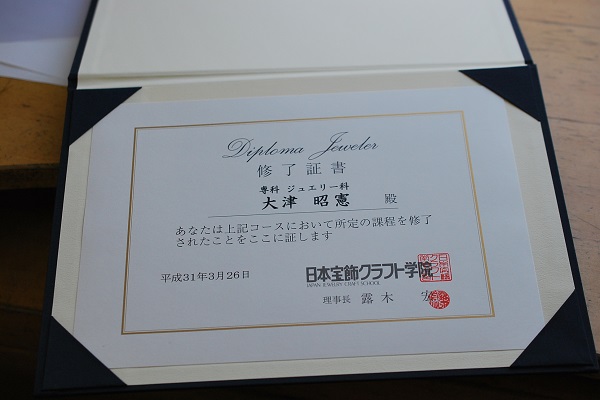 Diploma Jeweler
修了証書
専科 ジュエリー科
大津 昭憲 殿
あなたは上記コースにおいて所定の課程を修了
されたことをここに証します
平成31年3月26日
日本宝飾クラフト学院
JAPAN JEWELRY CRAFT SCHOOL
理事長 露木 宏